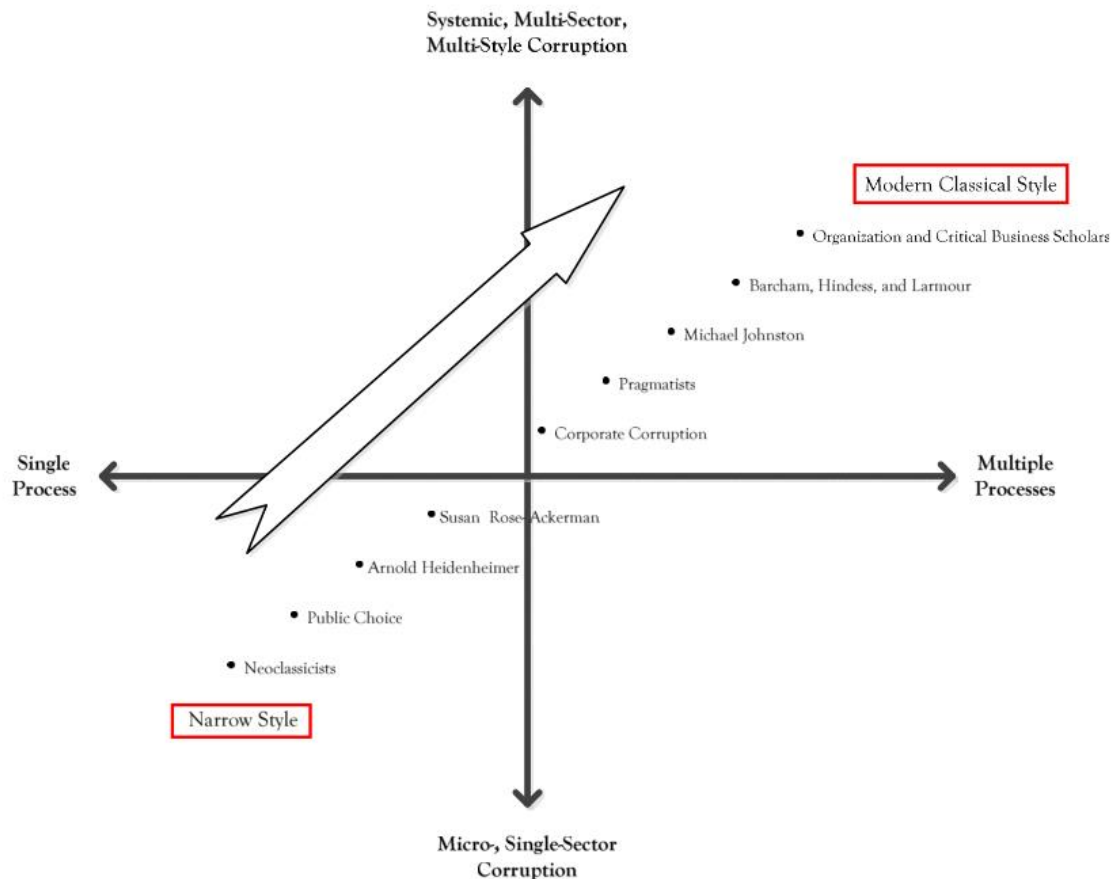 Systemic, Multi-Sector,
Multi-Style Corruption
Modern Classical Style
Organization and Critical Business Scholars
Barcham, Hindess, and Larmour
Michael Johnston
Pragmatists
Corporate Corruption
Single
Process
Multiple
Processes
Susan Rose-Ackerman
Arnold Heidenheimer
Public Choice
Neoclassicists
Narrow Style
Micro-, Single-Sector
Corruption